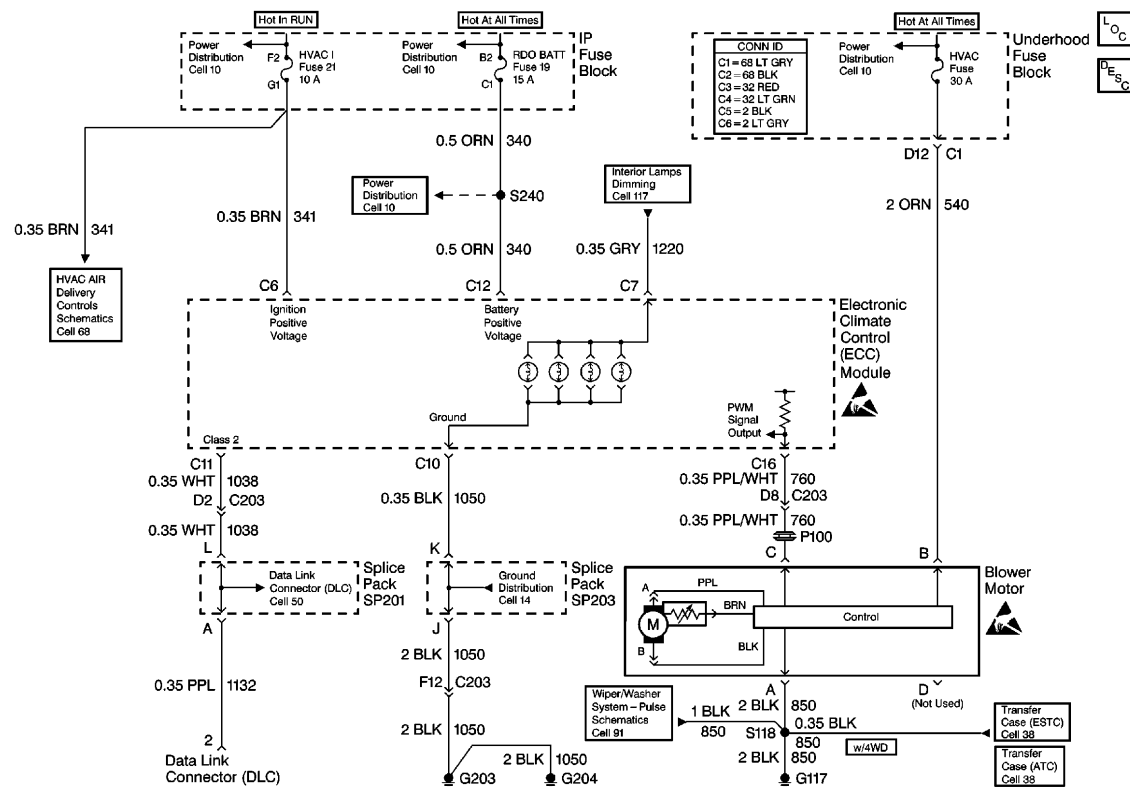 Hot In RUN
Hot At All Times
Hot At All Times
L
O
C
D
E
S
C
Power
Distribution
Cell 10
F2
HVAC I
Fuse 21
10 A
G1
Power
Distribution
Cell 10
B2
RDO BATT
Fuse 19
15 A
C1
IP
Fuse
Block
CONN ID
C1 = 68 LT GRY
C2 = 68 BLK
C3 = 32 RED
C4 = 32 LT GRN
C5 = 2 BLK
C6 = 2 LT GRY
Power
Distribution
Cell 10
HVAC
Fuse
30 A
Underhood
Fuse
Block
D12
C1
0.5 ORN
340
Power
Distribution
Cell 10
S240
Interior Lamps
Dimming
Cell 117
2 ORN
540
0.35 BRN
341
0.35 BRN
341
0.5 ORN
340
0.35 GRY
1220
HVAC AIR
Delivery
Controls
Schematics
Cell 68
C6
C12
C7
Ignition
Positive
Voltage
Battery
Positive
Voltage
Electronic
Climate
Control
(ECC)
Module
Ground
PWM
Signal
Output
Class 2
C11
C10
C16
0.35 WHT
1038
D2
C203
0.35 WHT
1038
L
0.35 BLK
1050
K
0.35 PPL/WHT
760
D8
C203
0.35 PPL/WHT
760
P100
C
B
Data Link
Connector (DLC)
Cell 50
Splice
Pack
SP201
Ground
Distribution
Cell 14
Splice
Pack
SP203
A
PPL
BRN
M
Control
BLK
B
Blower
Motor
A
J
A
D
(Not Used)
2 BLK
1050
F12
C203
2 BLK
1050
0.35 PPL
1132
2
Data Link
Connector (DLC)
2 BLK
1050
G203
G204
Wiper/Washer
System – Pulse
Schematics
Cell 91
1 BLK
850
2 BLK
850
0.35 BLK
S118
850
w/4WD
2 BLK
850
G117
Transfer
Case (ESTC)
Cell 38
Transfer
Case (ATC)
Cell 38